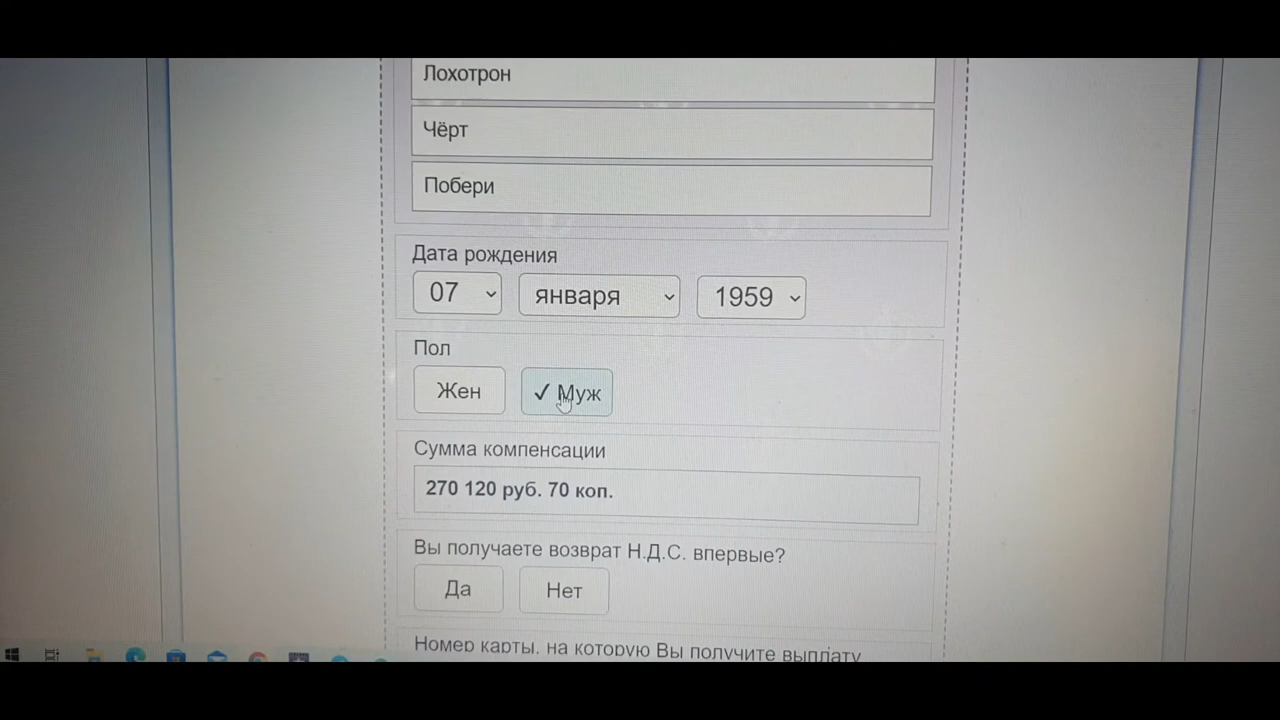 Лохотрон
Чёрт
Побери
Дата рождения
07 января 1959
Пол
Жен ✓ Муж
Сумма компенсации
270 120 руб. 70 коп.
Вы получаете возврат Н.Д.С. впервые?
Да Нет
Номер карты, на которую Вы получите выплату